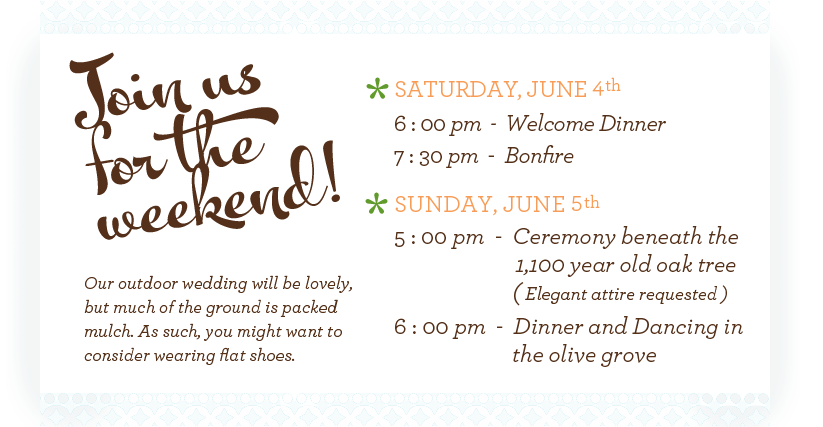 Join us
for the
weekend!
Our outdoor wedding will be lovely,
but much of the ground is packed
mulch. As such, you might want to
consider wearing flat shoes.
* SATURDAY, JUNE 4th
6 : 00 pm - Welcome Dinner
7 : 30 pm - Bonfire
* SUNDAY, JUNE 5th
5 : 00 pm - Ceremony beneath the
1,100 year old oak tree
( Elegant attire requested )
6 : 00 pm - Dinner and Dancing in
the olive grove